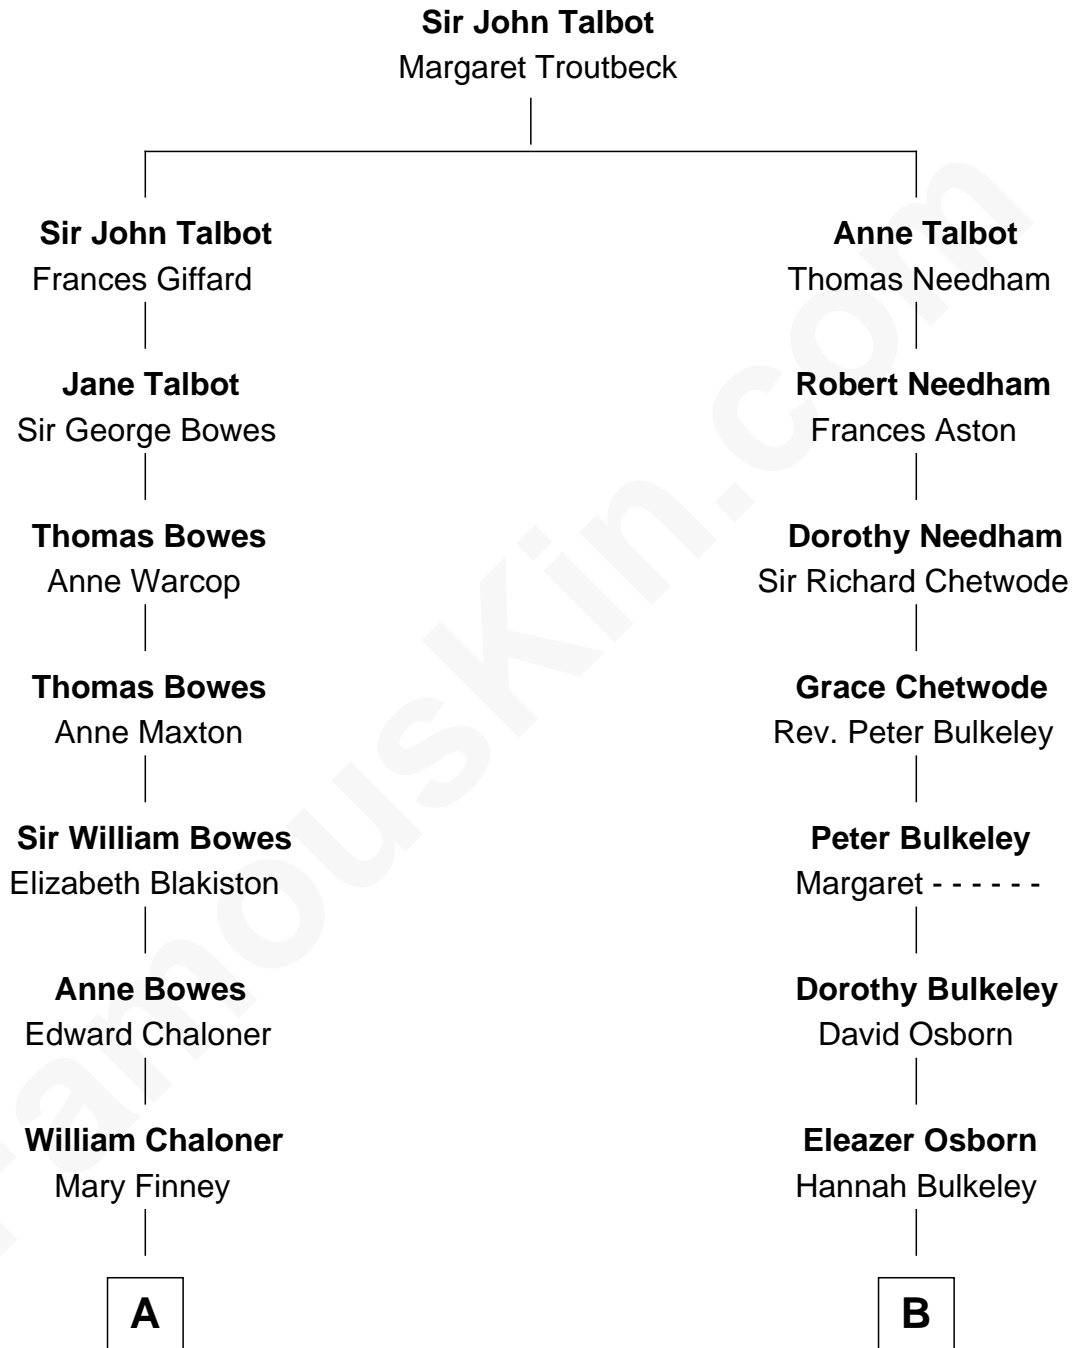 Sir John Talbot
Margaret Troutbeck
Sir John Talbot
Frances Giffard
Anne Talbot
Thomas Needham
Jane Talbot
Sir George Bowes
Robert Needham
Frances Aston
Thomas Bowes
Anne Warcop
Dorothy Needham
Sir Richard Chetwode
Thomas Bowes
Anne Maxton
Grace Chetwode
Rev. Peter Bulkeley
Sir William Bowes
Elizabeth Blakiston
Peter Bulkeley
Margaret - - - - - -
Anne Bowes
Edward Chaloner
Dorothy Bulkeley
David Osborn
William Chaloner
Mary Finney
Eleazer Osborn
Hannah Bulkeley
A
B
FamousKin.com